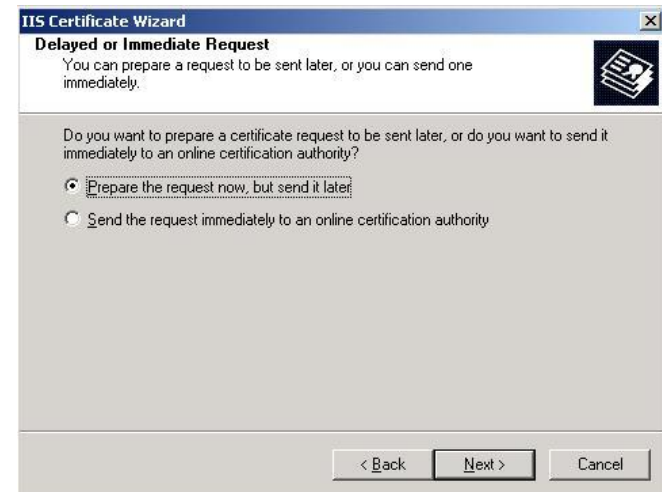 IIS Certificate Wizard
Delayed or Immediate Request
You can prepare a request to be sent later, or you can send one
immediately.
Do you want to prepare a certificate request to be sent later, or do you want to send it
immediately to an online certification authority?
Prepare the request now, but send it later
Send the request immediately to an online certification authority
< Back
Next >
Cancel